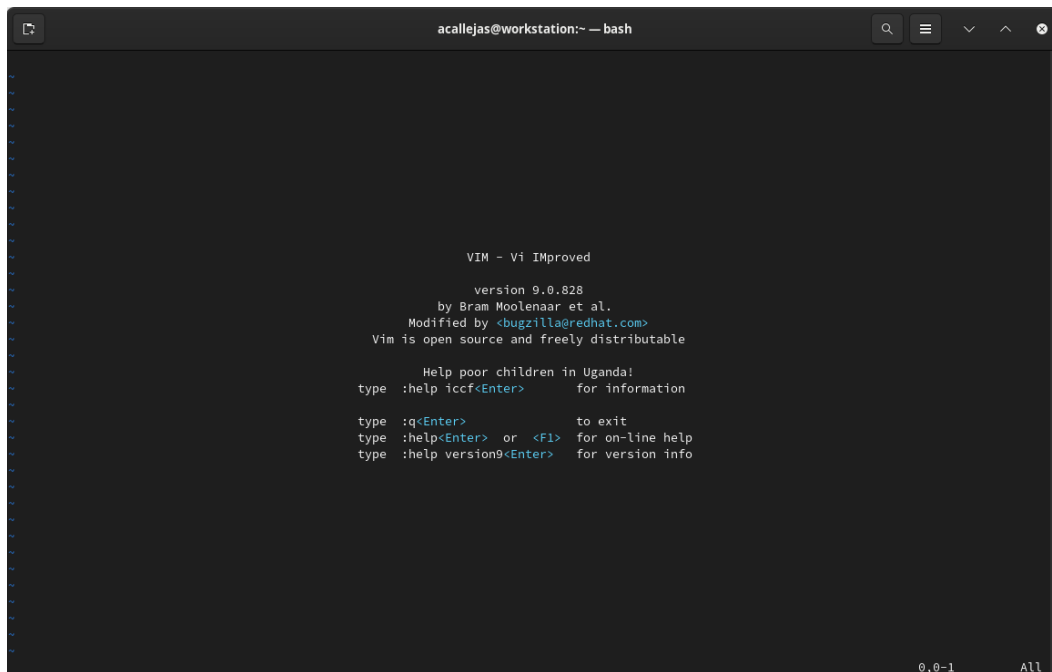 acallejas@workstation:~ — bash
~
~
~
~
~
~
~
~
~
~
~
VIM - Vi IMproved
~
~ version 9.0.828
~ by Bram Moolenaar et al.
~ Modified by <bugzilla@redhat.com>
~ Vim is open source and freely distributable
~
~ Help poor children in Uganda!
~ type  :help iccf<Enter>       for information
~
~ type  :q<Enter>               to exit
~ type  :help<Enter>  or  <F1>  for on-line help
~ type  :help version9<Enter>   for version info
~
~
~
~
~
~
~
~
~
~
~
~
0,0-1 All